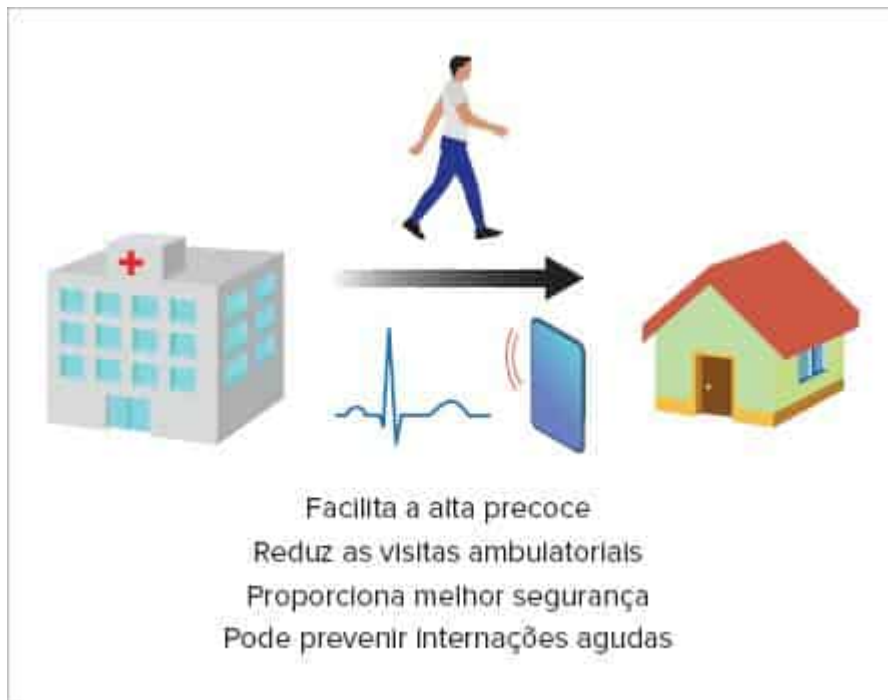 Facilita a alta precoce
Reduz as visitas ambulatoriais
Proporciona melhor segurança
Pode prevenir internações agudas